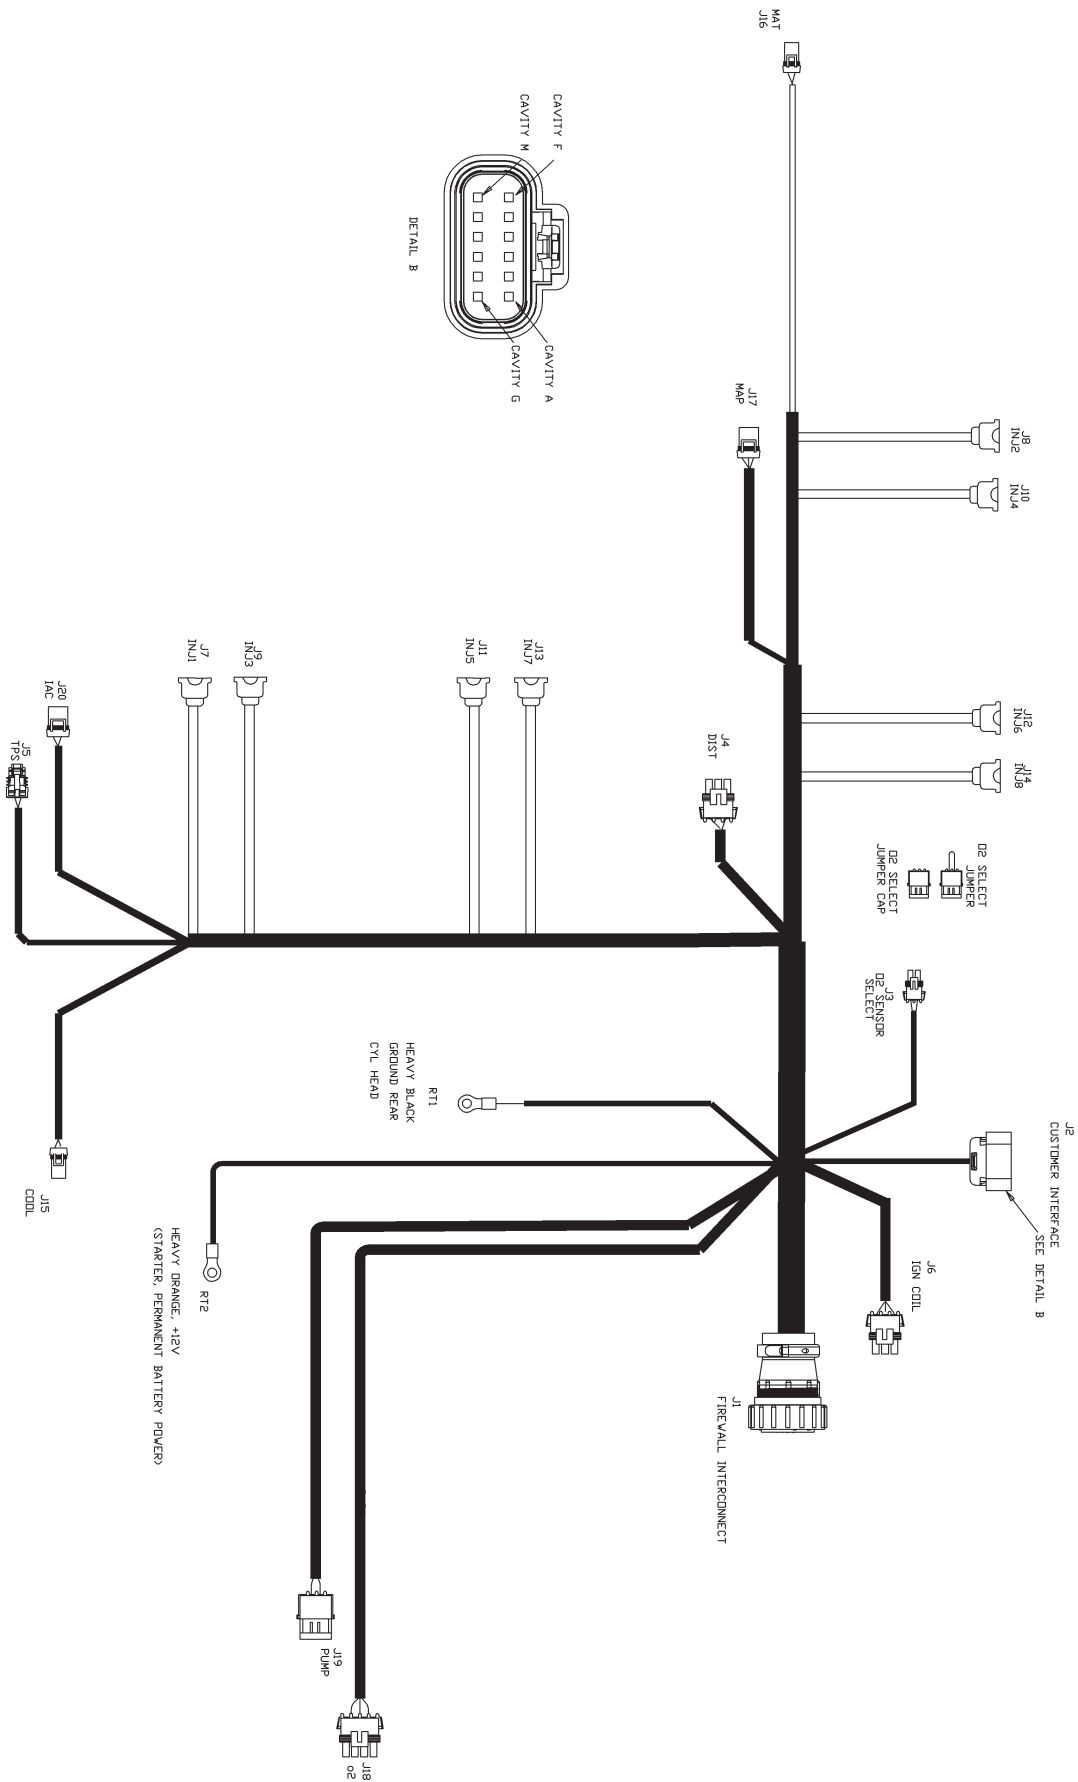 MAT
J16
CAVITY F
CAVITY M
DETAIL B
CAVITY A
CAVITY G
J17
MAP
J8
INJ2
J10
INJ4
J12
INJ6
J14
INJ8
J7
INJ1
J9
INJ3
J11
INJ5
J13
INJ7
J20
IAC
J5
TPS
J4
DIST
O2 SELECT
JUMPER
O2 SELECT
JUMPER CAP
J3
O2 SENSOR
SELECT
HEAVY BLACK
GROUND REAR
CYL HEAD
RT1
J2
CUSTOMER INTERFACE
SEE DETAIL B
J6
IGN COIL
J15
COOL
RT2
HEAVY ORANGE, +12V
(STARTER, PERMANENT BATTERY POWER)
J1
FIREWALL INTERCONNECT
J19
PUMP
J18
o2